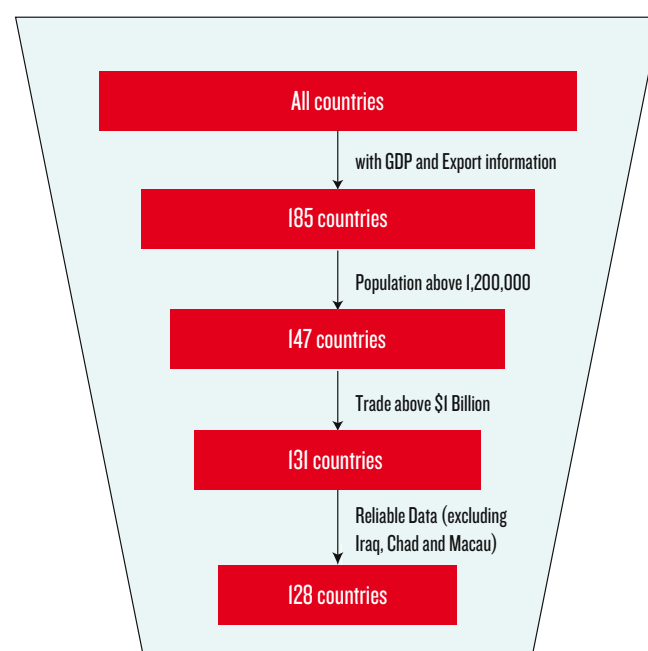 All countries
with GDP and Export information
185 countries
Population above 1,200,000
147 countries
Trade above $1 Billion
131 countries
Reliable Data (excluding
Iraq, Chad and Macau)
128 countries